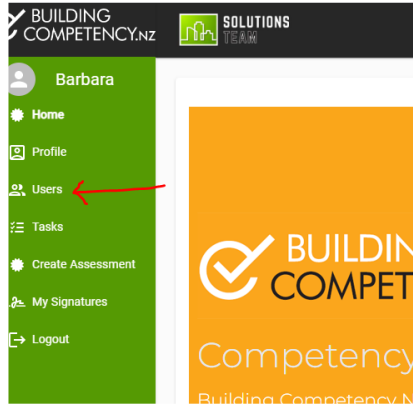 BUILDING
COMPETENCY.NZ
SOLUTIONS
TEAM
Barbara
Home
Profile
Users
Tasks
Create Assessment
My Signatures
Logout
BUILDIN
COMPET
Competency
Building Competency N